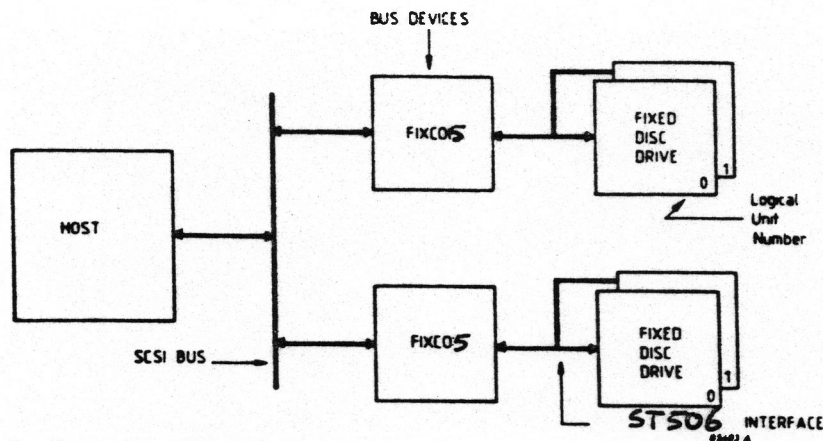 BUS DEVICES
FIXCO5
FIXED
DISC
DRIVE
0
1
Logical
Unit
Number
HOST
SCSI BUS
FIXCO5
FIXED
DISC
DRIVE
0
1
ST506 INTERFACE